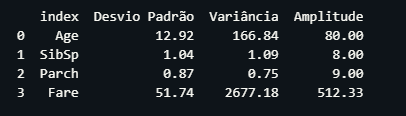 index Desvio Padrão Variância Amplitude
0 Age 12.92 166.84 80.00
1 SibSp 1.04 1.09 8.00
2 Parch 0.87 0.75 9.00
3 Fare 51.74 2677.18 512.33